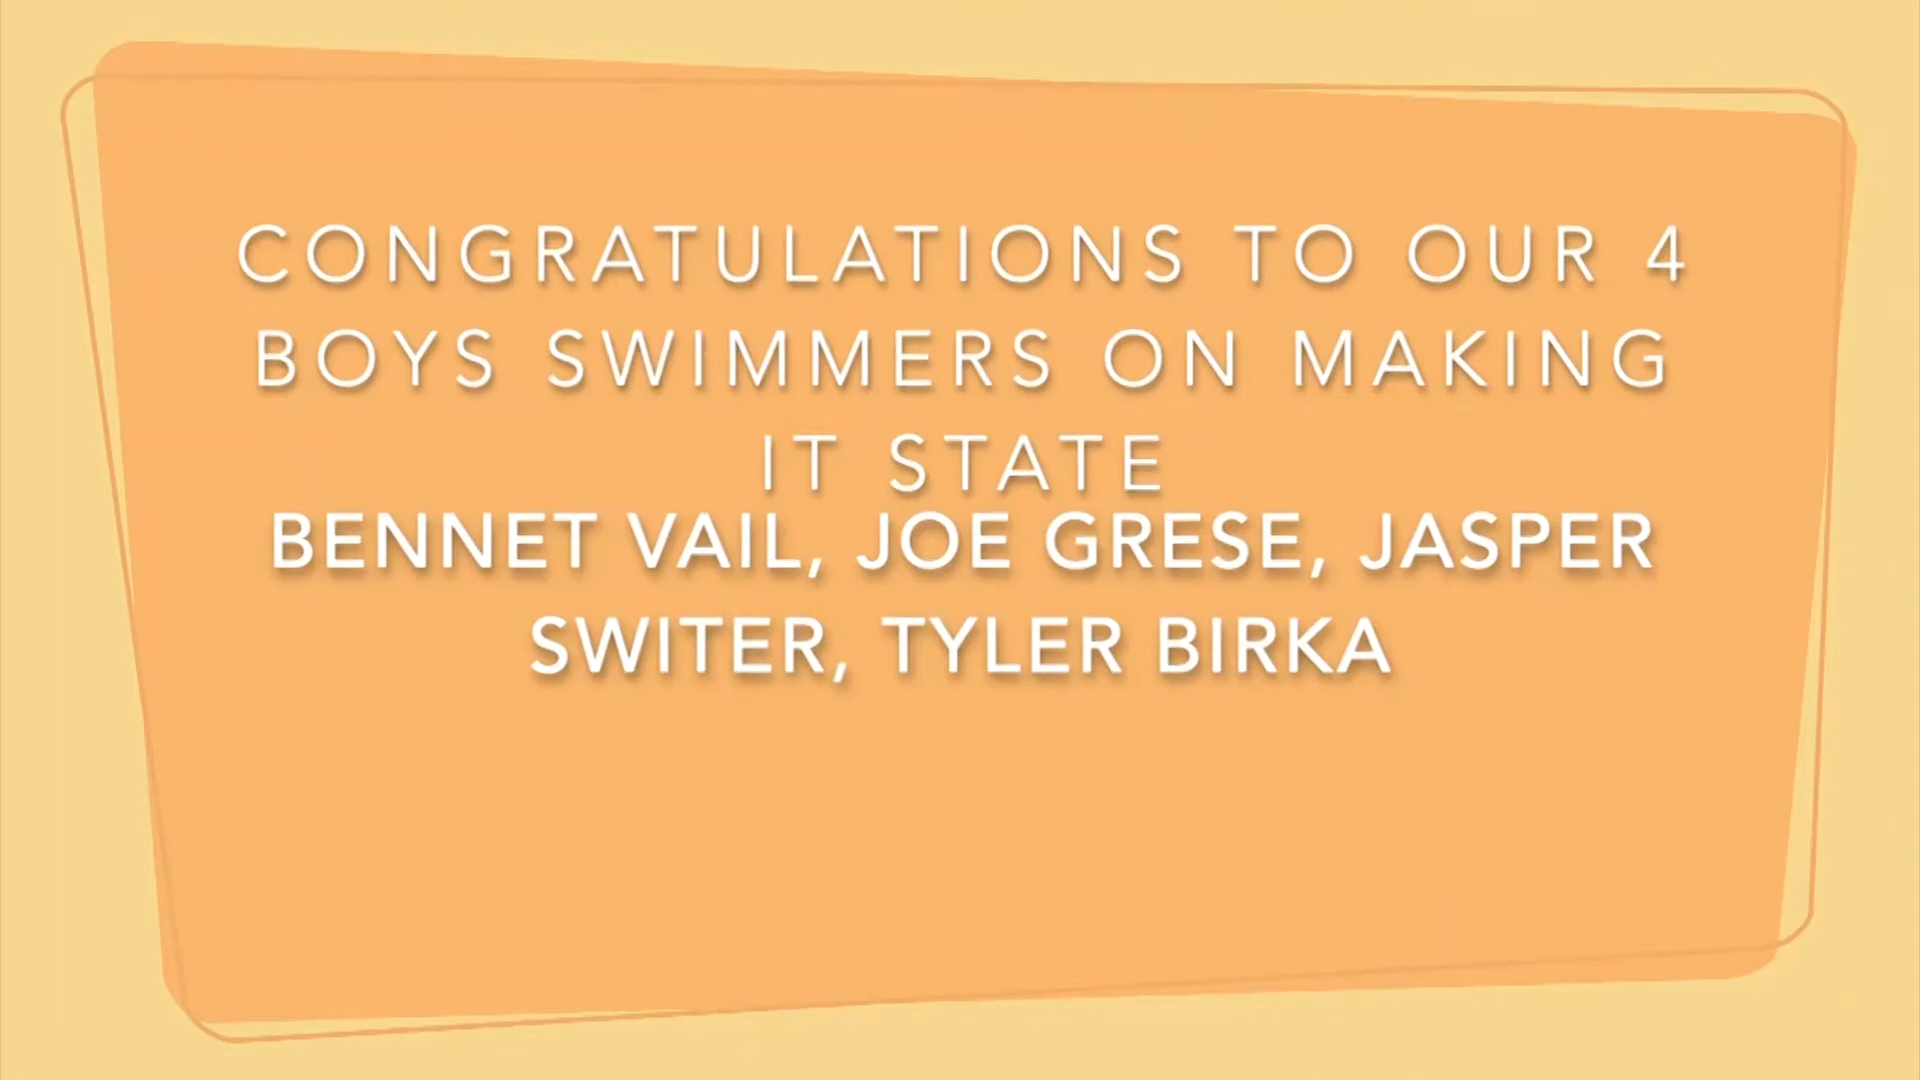 CONGRATULATIONS TO OUR 4
BOYS SWIMMERS ON MAKING
IT STATE
BENNET VAIL, JOE GRESE, JASPER
SWITER, TYLER BIRKA